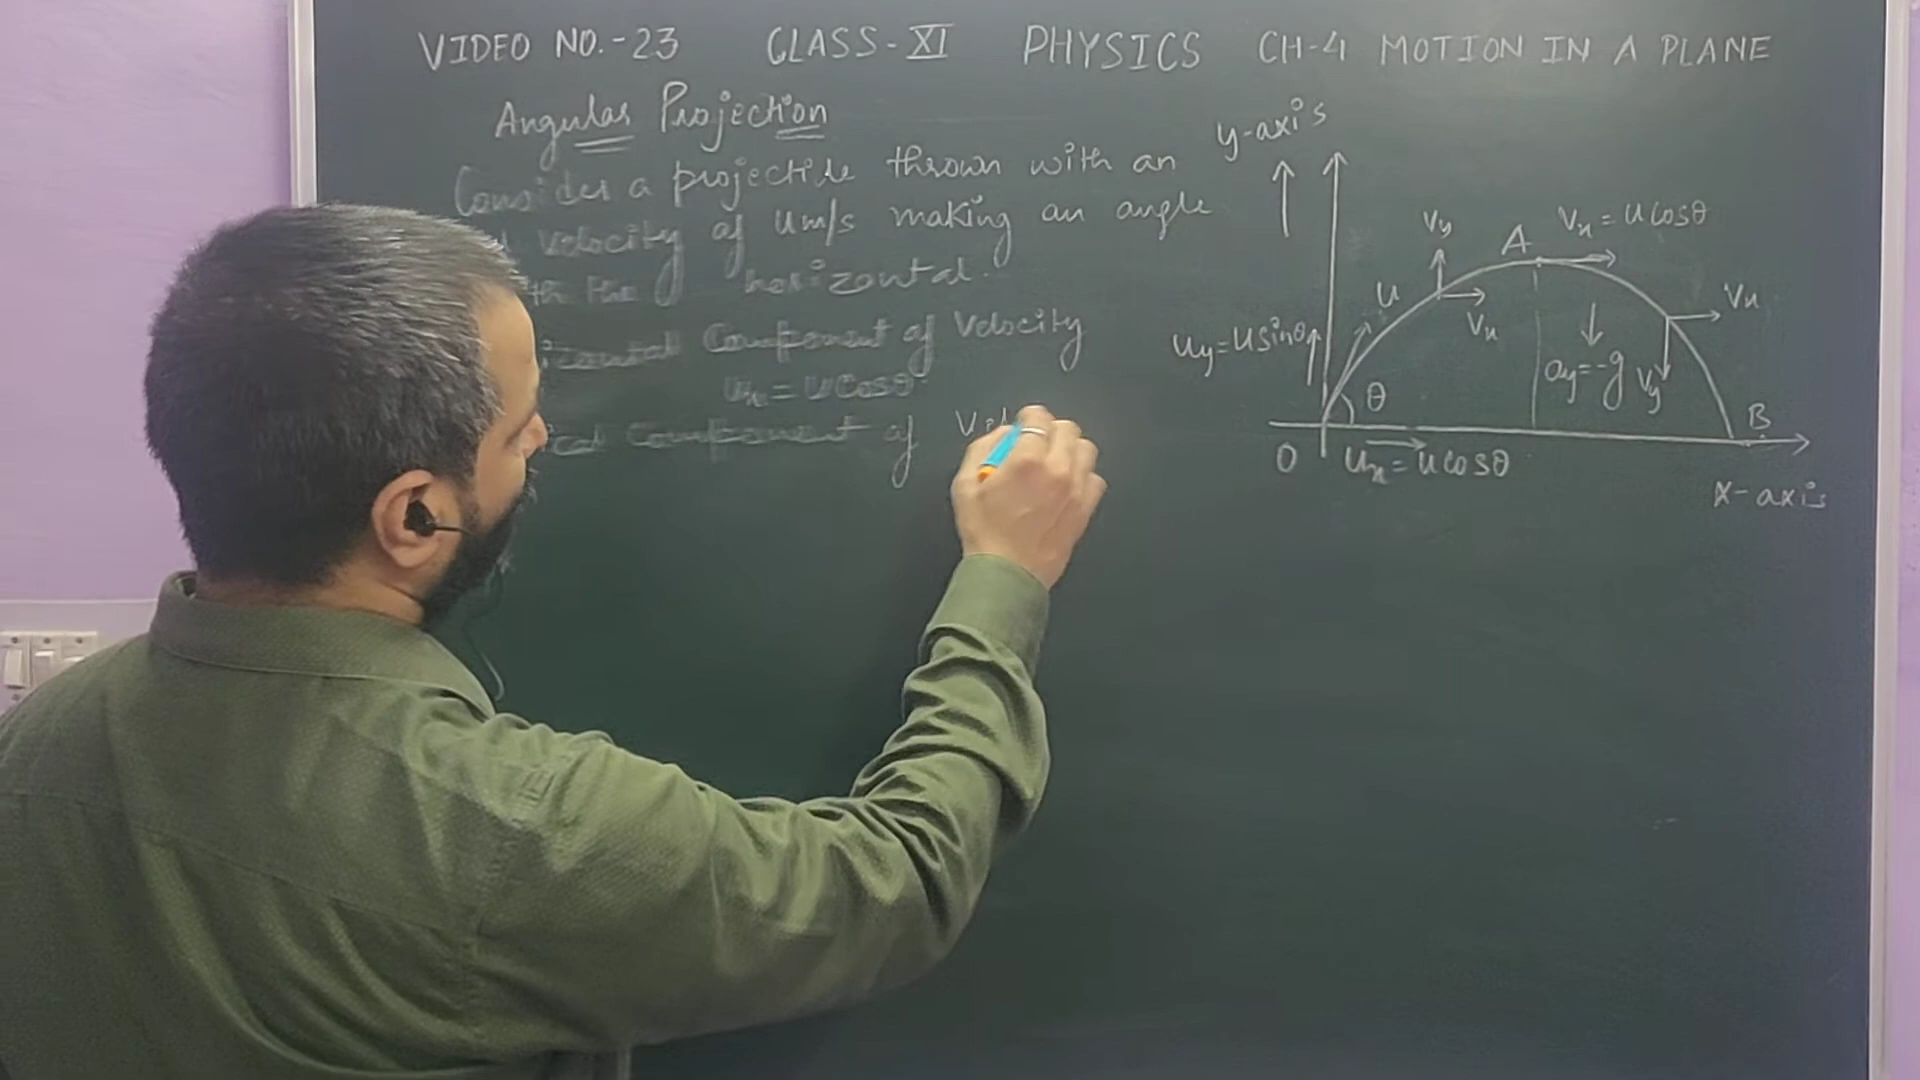 VIDEO NO.-23 CLASS-XI PHYSICS CH-4 MOTION IN A PLANE
Angular Projection
Consider a projectile thrown with an
velocity of u m/s making an angle
the horizontal.
Component of Velocity
uₓ = u cosθ
Component of
y-axis
Vy
A
Vₓ = u cosθ
u
Vₓ
Vₓ
uy = u sinθ
ay = -g
Vy
θ
B
O
uₓ = u cosθ
x-axis